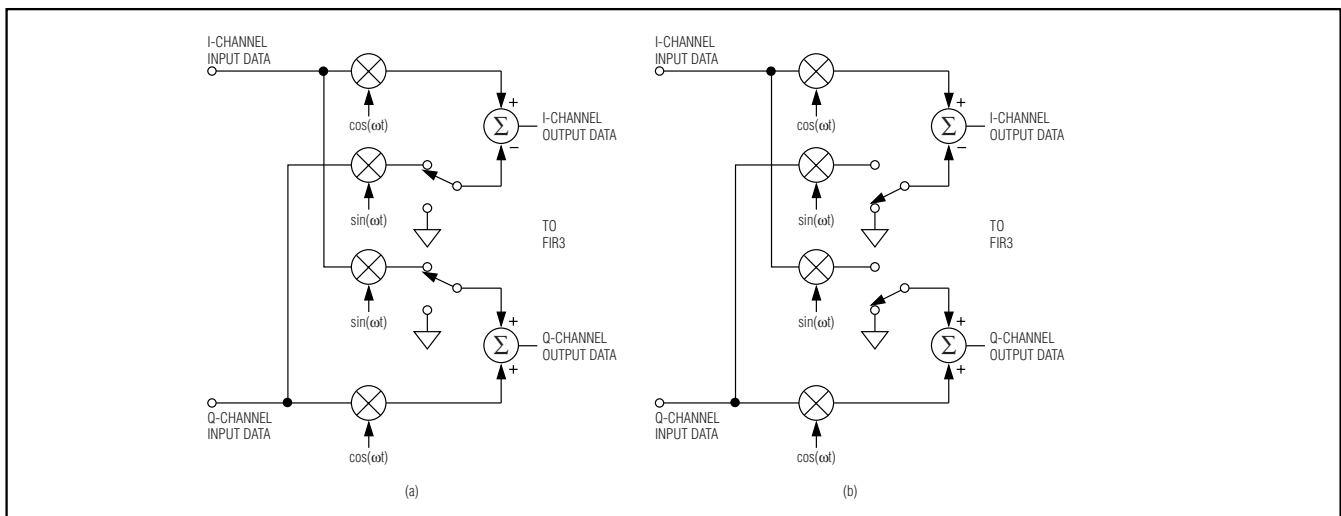 I-CHANNEL
INPUT DATA
cos(ωt)
+
Σ
−
I-CHANNEL
OUTPUT DATA
sin(ωt)
TO
FIR3
sin(ωt)
+
Σ
+
Q-CHANNEL
OUTPUT DATA
Q-CHANNEL
INPUT DATA
cos(ωt)
(a)
I-CHANNEL
INPUT DATA
cos(ωt)
+
Σ
−
I-CHANNEL
OUTPUT DATA
sin(ωt)
TO
FIR3
sin(ωt)
+
Σ
+
Q-CHANNEL
OUTPUT DATA
Q-CHANNEL
INPUT DATA
cos(ωt)
(b)